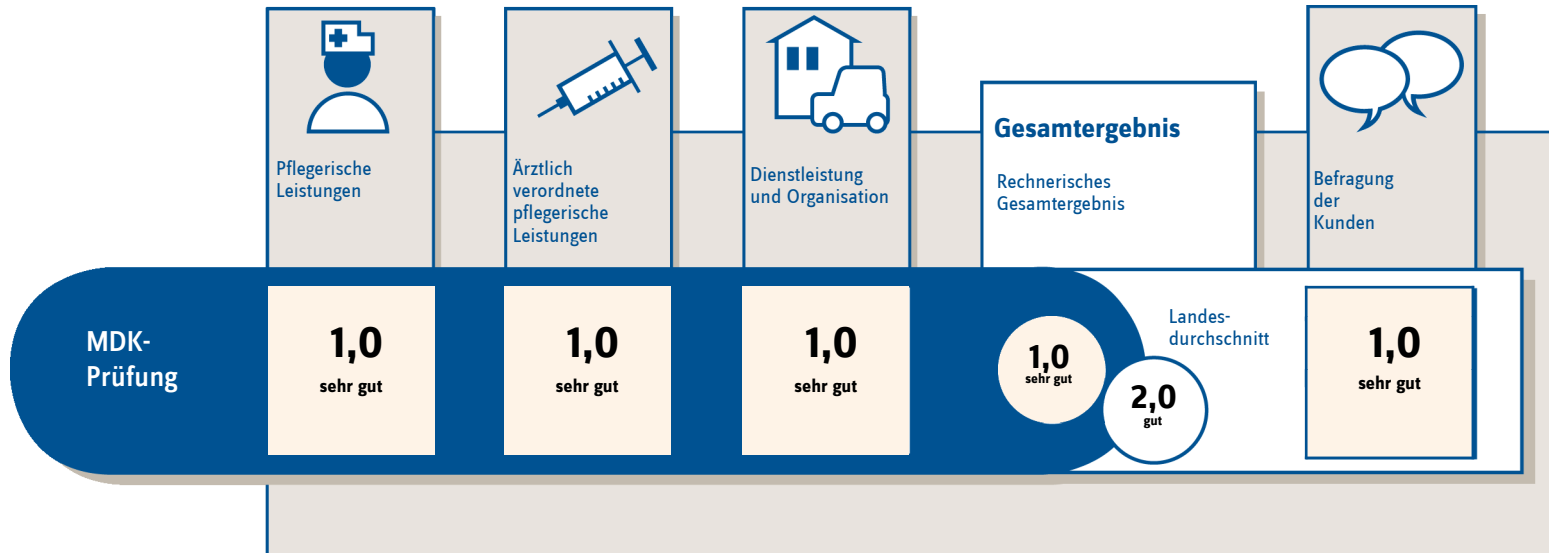 Pflegerische
Leistungen
Ärztlich
verordnete
pflegerische
Leistungen
Dienstleistung
und Organisation
Gesamtergebnis
Rechnerisches
Gesamtergebnis
Befragung
der
Kunden
MDK-
Prüfung
1,0
sehr gut
1,0
sehr gut
1,0
sehr gut
1,0
sehr gut
Landes-
durchschnitt
2,0
gut
1,0
sehr gut